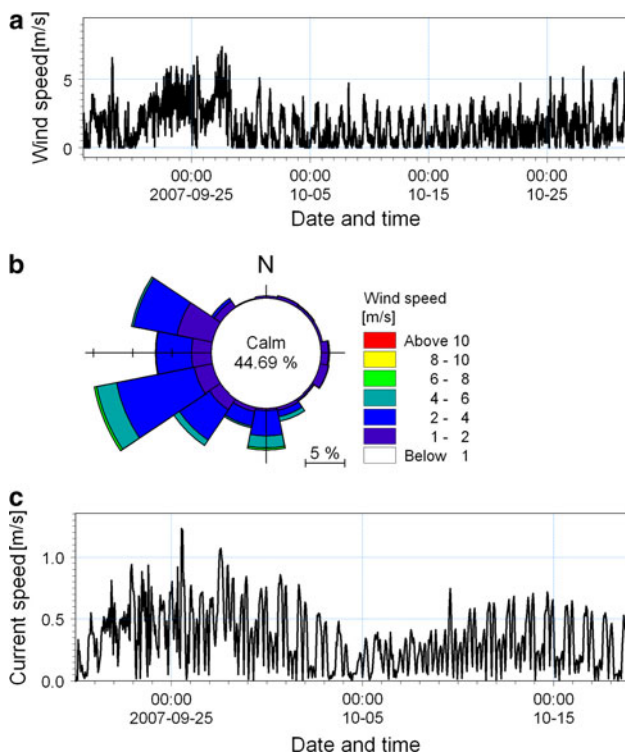 a
Wind speed[m/s]
5
0
00:00 00:00 00:00 00:00
2007-09-25 10-05 10-15 10-25
Date and time
b
N
Calm
44.69 %
5 %
Wind speed
[m/s]
Above 10
8 - 10
6 - 8
4 - 6
2 - 4
1 - 2
Below 1
c
Current speed[m/s]
1.0
0.5
0.0
00:00 00:00 00:00
2007-09-25 10-05 10-15
Date and time